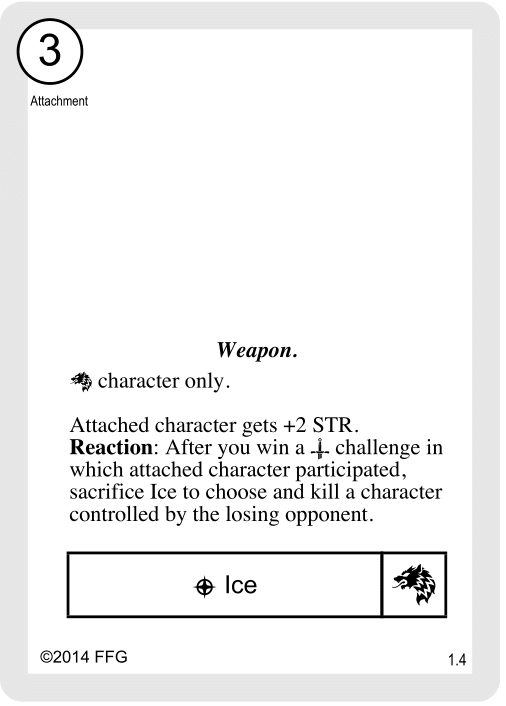 3
Attachment
Weapon.
character only.
Attached character gets +2 STR.
Reaction: After you win a challenge in
which attached character participated,
sacrifice Ice to choose and kill a character
controlled by the losing opponent.
Ice
©2014 FFG
1.4